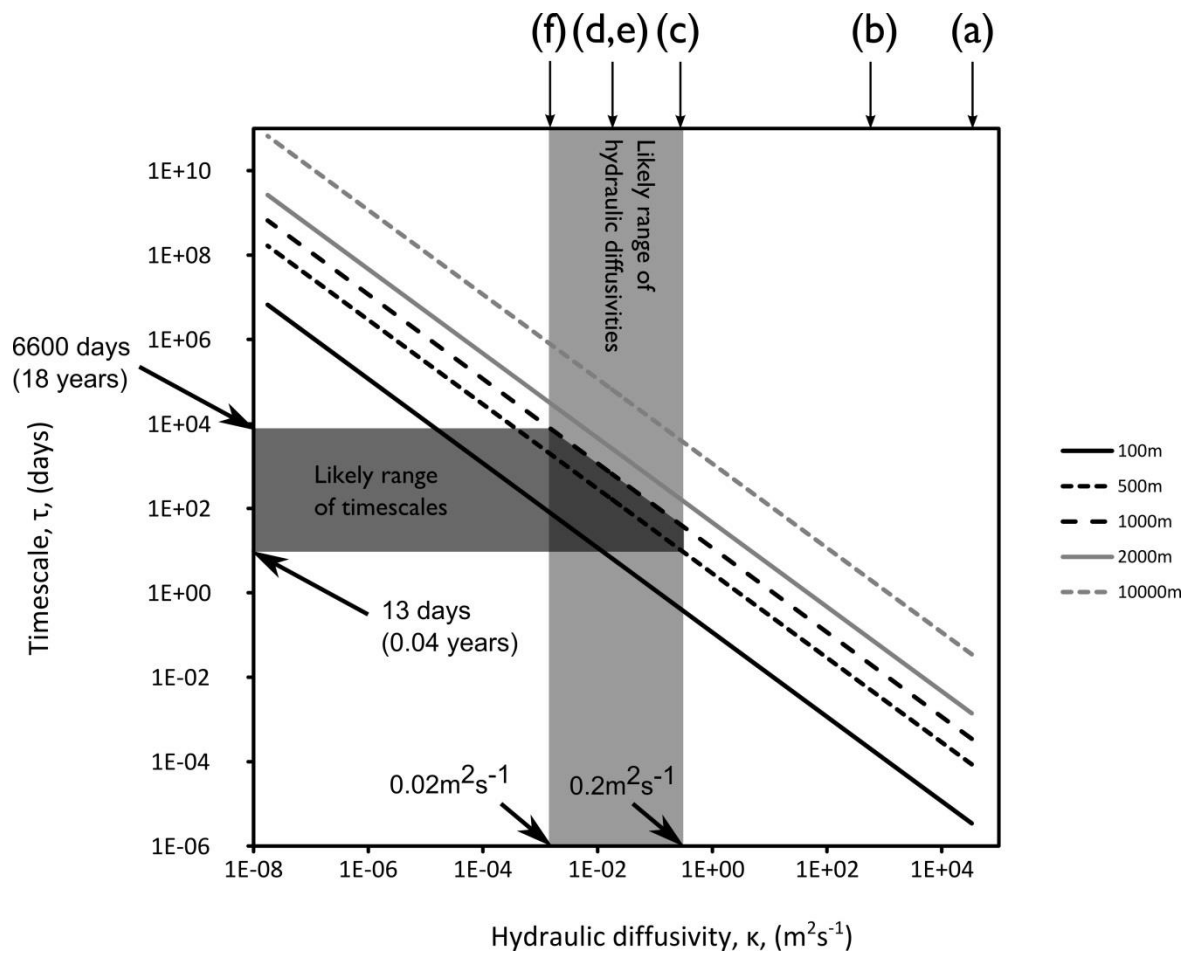 (f) (d,e) (c) (b) (a)
1E+10
1E+08
1E+06
1E+04
1E+02
1E+00
1E-02
1E-04
1E-06
Timescale, τ, (days)
6600 days
(18 years)
13 days
(0.04 years)
Likely range
of timescales
Likely range of
hydraulic diffusivities
0.02m²s⁻¹
0.2m²s⁻¹
1E-08 1E-06 1E-04 1E-02 1E+00 1E+02 1E+04
Hydraulic diffusivity, κ, (m²s⁻¹)
100m
500m
1000m
2000m
10000m